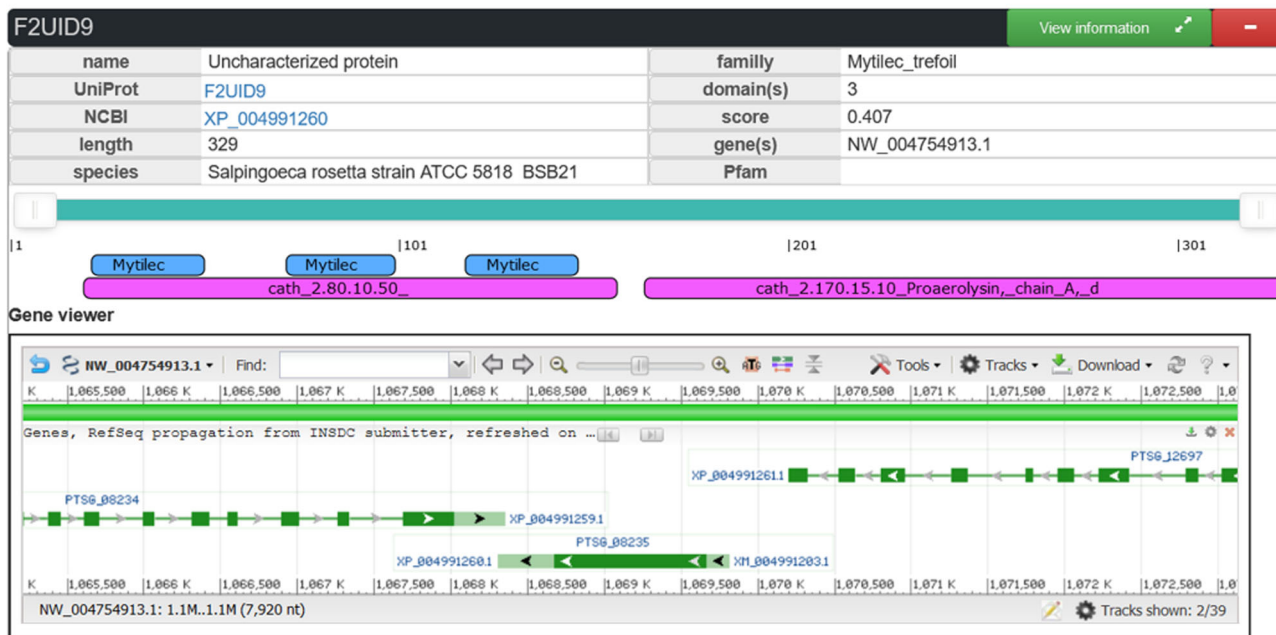 F2UID9 View information
name Uncharacterized protein familly Mytilec_trefoil
UniProt F2UID9 domain(s) 3
NCBI XP_004991260 score 0.407
length 329 gene(s) NW_004754913.1
species Salpingoeca rosetta strain ATCC 5818 BSB21 Pfam
|1 |101 |201 |301
Mytilec Mytilec Mytilec
cath_2.80.10.50_ cath_2.170.15.10_Proaerolysin,_chain_A,_d
Gene viewer
NW_004754913.1 Find: Tools Tracks Download ?
K 1,065,500 1,066 K 1,066,500 1,067 K 1,067,500 1,068 K 1,068,500 1,069 K 1,069,500 1,070 K 1,070,500 1,071 K 1,071,500 1,072 K 1,072,500 1,0
Genes, RefSeq propagation from INSDC submitter, refreshed on …
PTSG_12697
XP_004991261.1
PTSG_08234
XP_004991259.1
PTSG_08235
XP_004991260.1 XM_004991203.1
K 1,065,500 1,066 K 1,066,500 1,067 K 1,067,500 1,068 K 1,068,500 1,069 K 1,069,500 1,070 K 1,070,500 1,071 K 1,071,500 1,072 K 1,072,500 1,0
NW_004754913.1: 1.1M..1.1M (7,920 nt) Tracks shown: 2/39